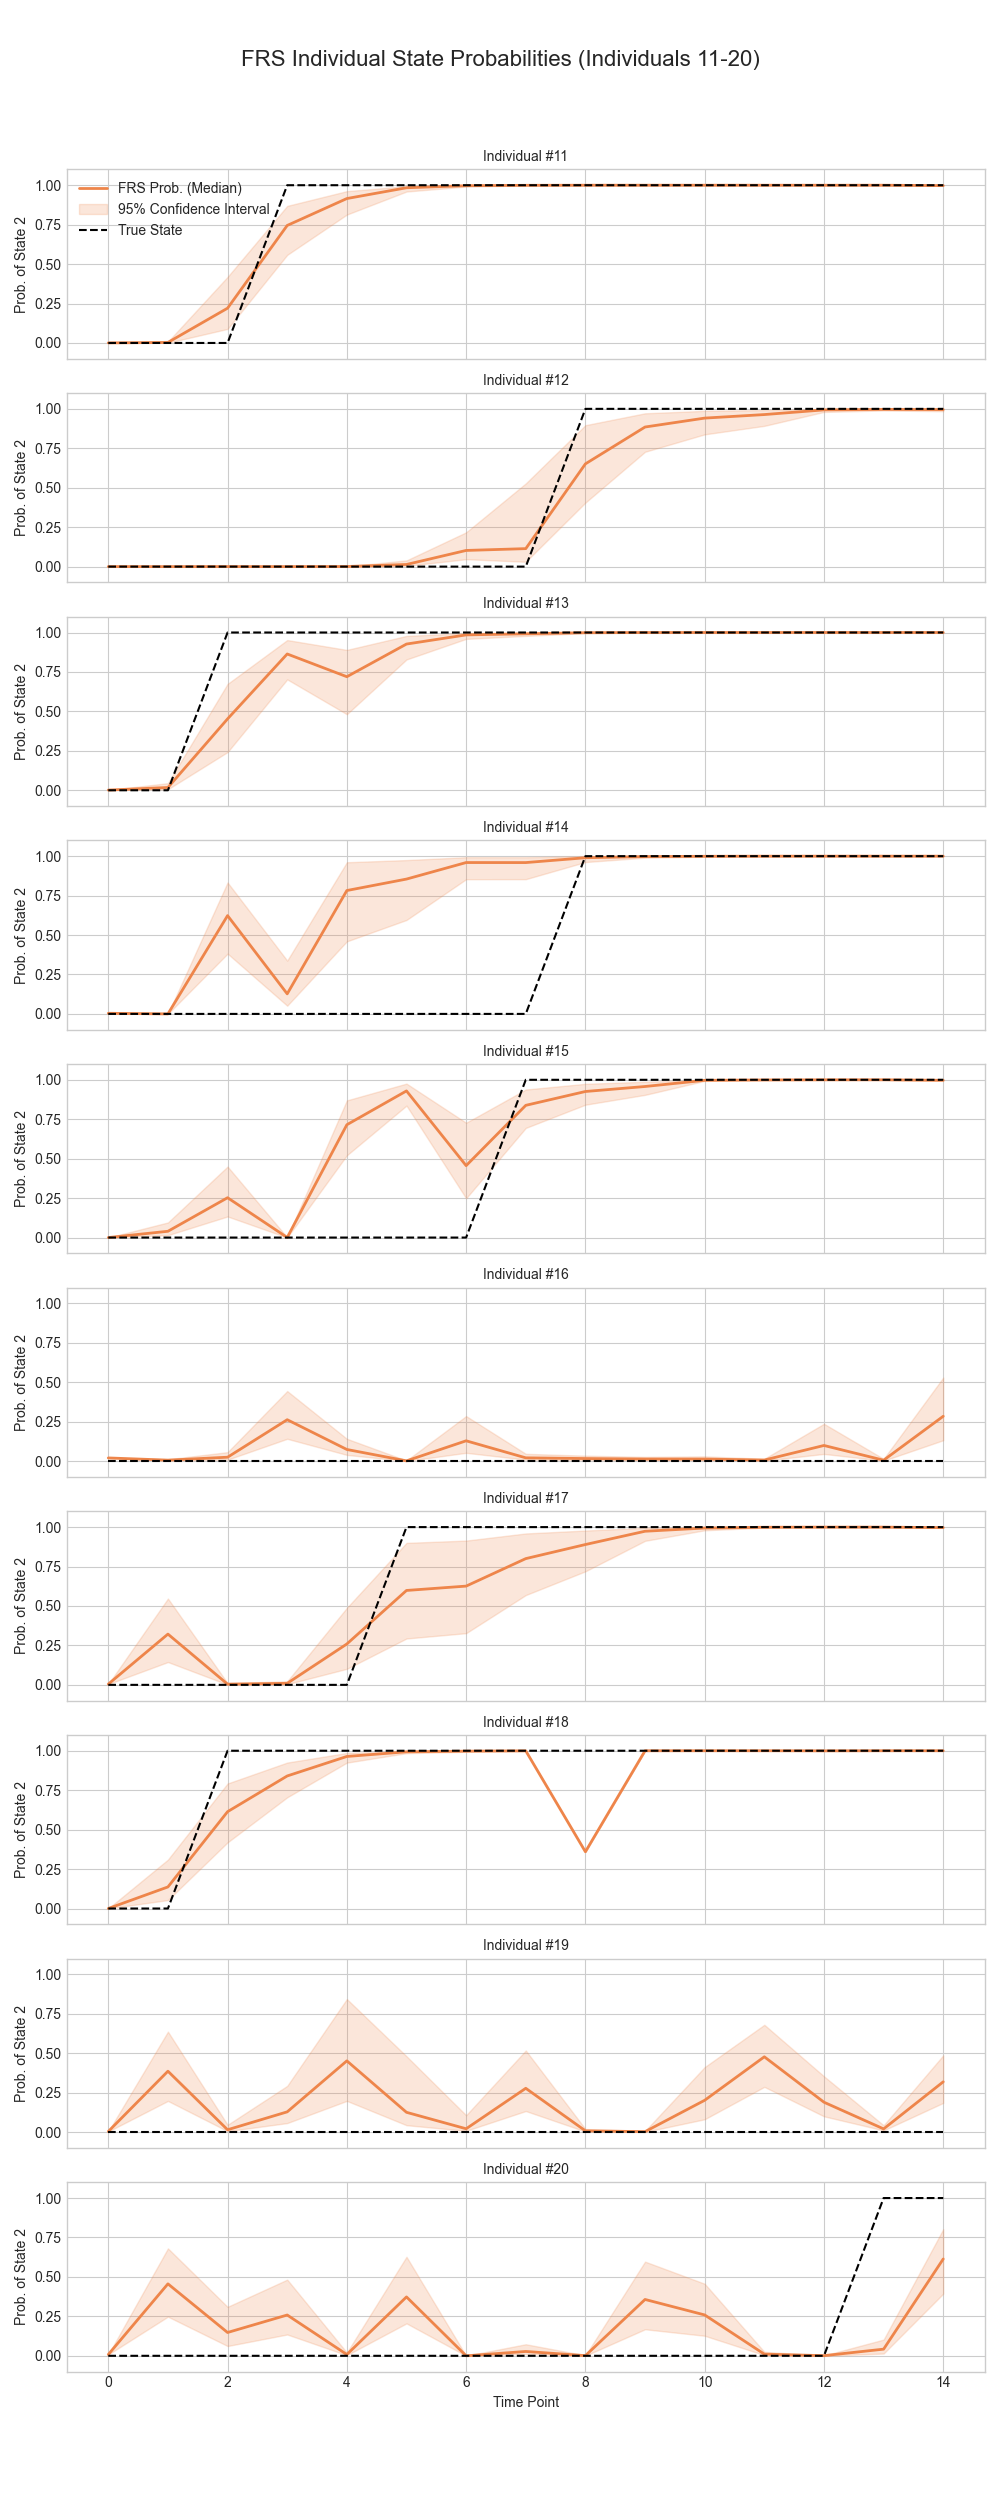 FRS Individual State Probabilities (Individuals 11-20)
Individual #11
FRS Prob. (Median)
95% Confidence Interval
True State
1.00
0.75
0.50
0.25
0.00
Prob. of State 2
Individual #12
1.00
0.75
0.50
0.25
0.00
Prob. of State 2
Individual #13
1.00
0.75
0.50
0.25
0.00
Prob. of State 2
Individual #14
1.00
0.75
0.50
0.25
0.00
Prob. of State 2
Individual #15
1.00
0.75
0.50
0.25
0.00
Prob. of State 2
Individual #16
1.00
0.75
0.50
0.25
0.00
Prob. of State 2
Individual #17
1.00
0.75
0.50
0.25
0.00
Prob. of State 2
Individual #18
1.00
0.75
0.50
0.25
0.00
Prob. of State 2
Individual #19
1.00
0.75
0.50
0.25
0.00
Prob. of State 2
Individual #20
1.00
0.75
0.50
0.25
0.00
Prob. of State 2
0 2 4 6 8 10 12 14
Time Point